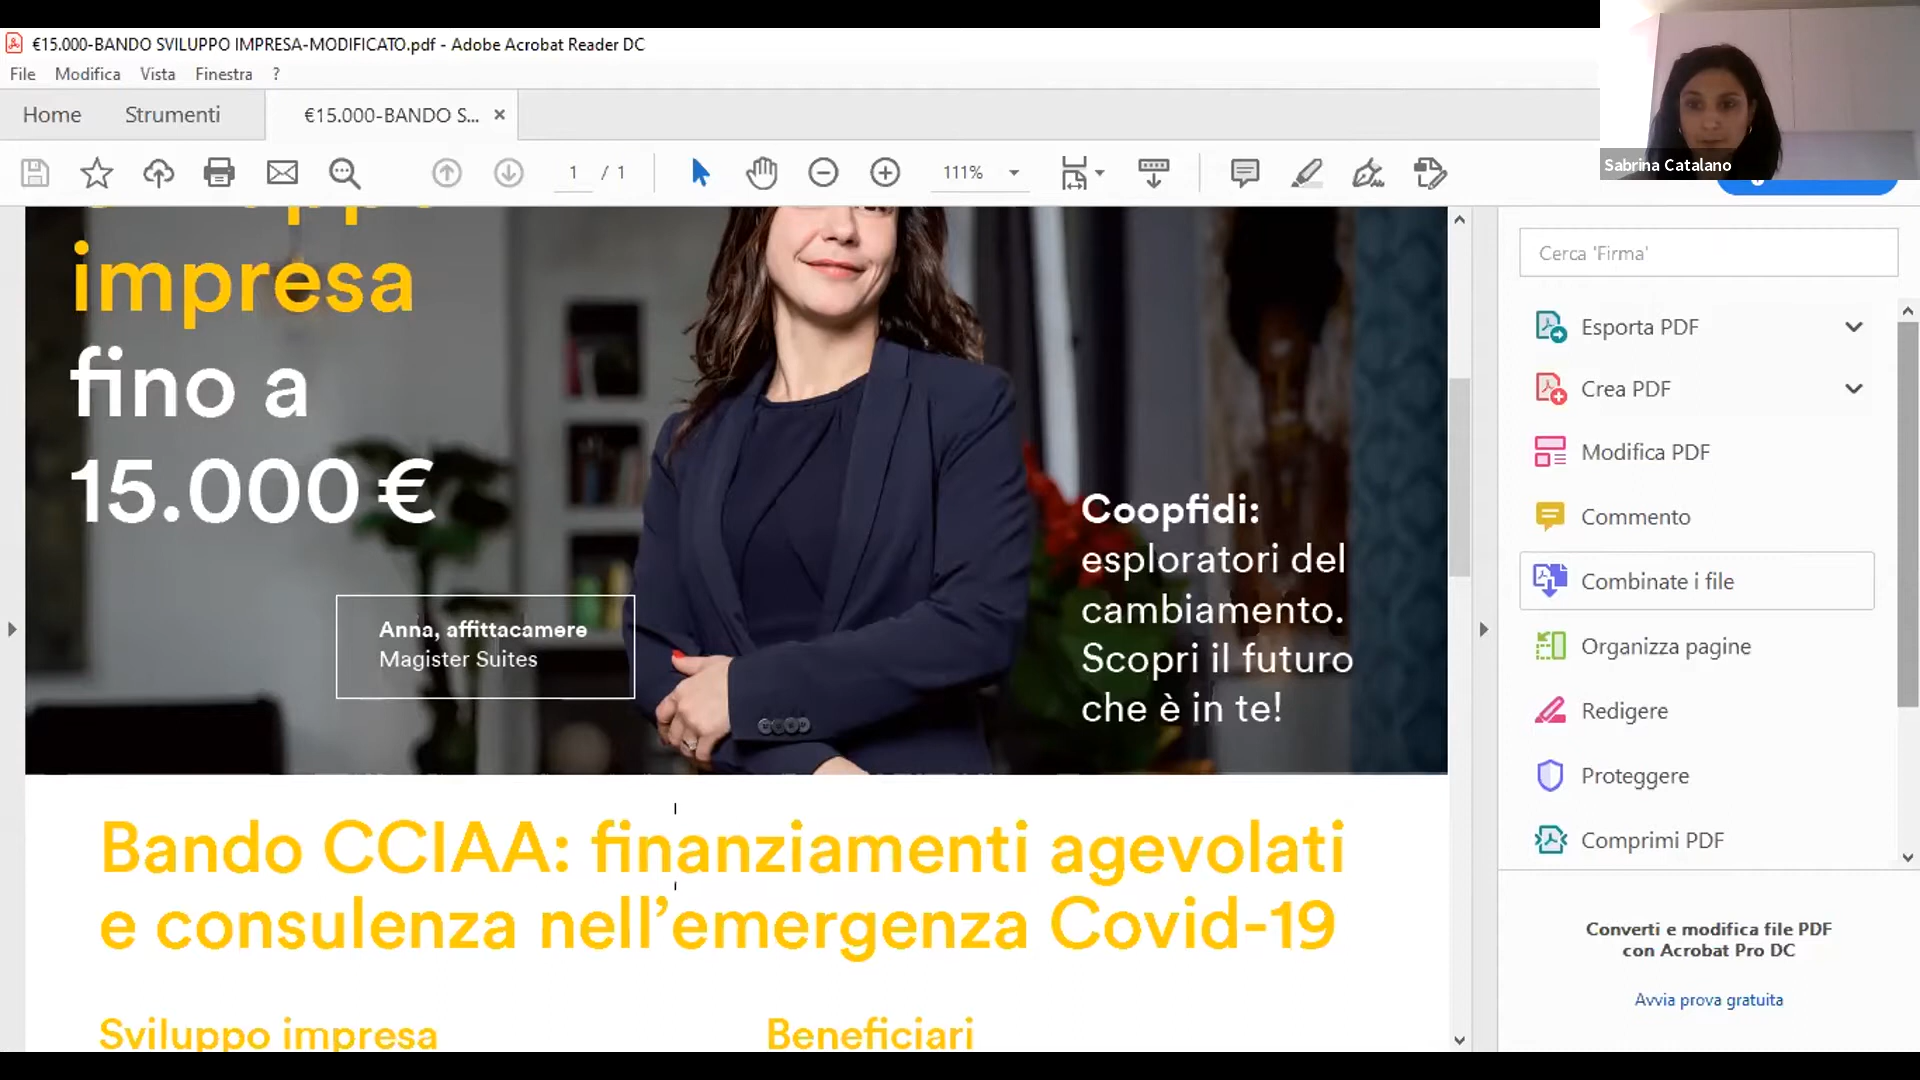 €15.000-BANDO SVILUPPO IMPRESA-MODIFICATO.pdf - Adobe Acrobat Reader DC
File Modifica Vista Finestra ?
Home Strumenti €15.000-BANDO S... ×
1 / 1 111%
Sabrina Catalano
impresa
fino a
15.000 €
Anna, affittacamere
Magister Suites
Coopfidi:
esploratori del
cambiamento.
Scopri il futuro
che è in te!
Bando CCIAA: finanziamenti agevolati
e consulenza nell’emergenza Covid-19
Sviluppo impresa
Beneficiari
Cerca 'Firma'
Esporta PDF
Crea PDF
Modifica PDF
Commento
Combinate i file
Organizza pagine
Redigere
Proteggere
Comprimi PDF
Converti e modifica file PDF
con Acrobat Pro DC
Avvia prova gratuita